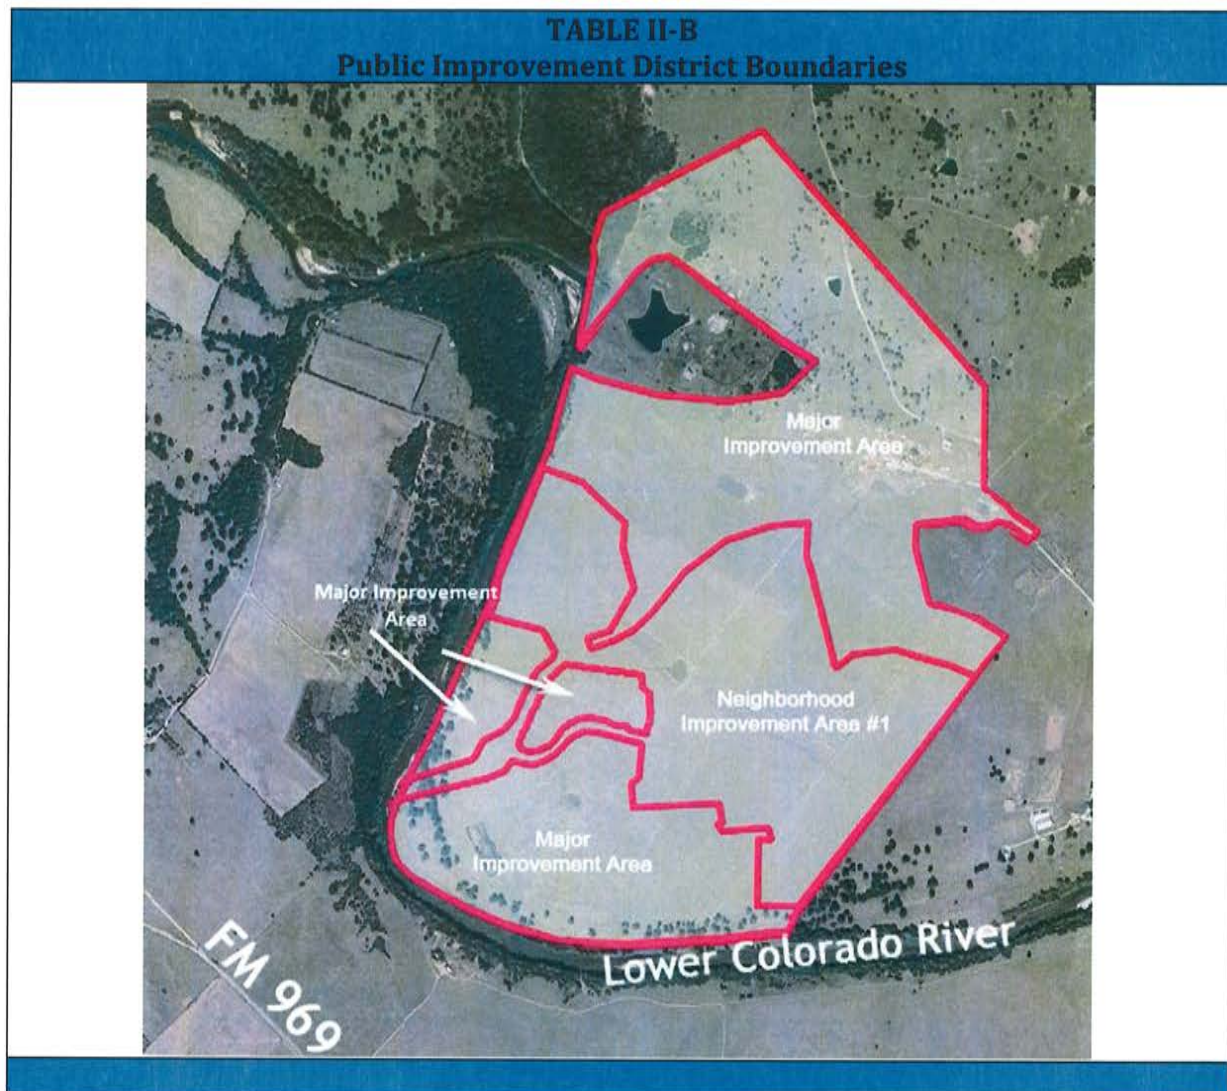 TABLE II-B
Public Improvement District Boundaries
Major
Improvement Area
Major Improvement
Area
Neighborhood
Improvement Area #1
Major
Improvement Area
FM 969
Lower Colorado River